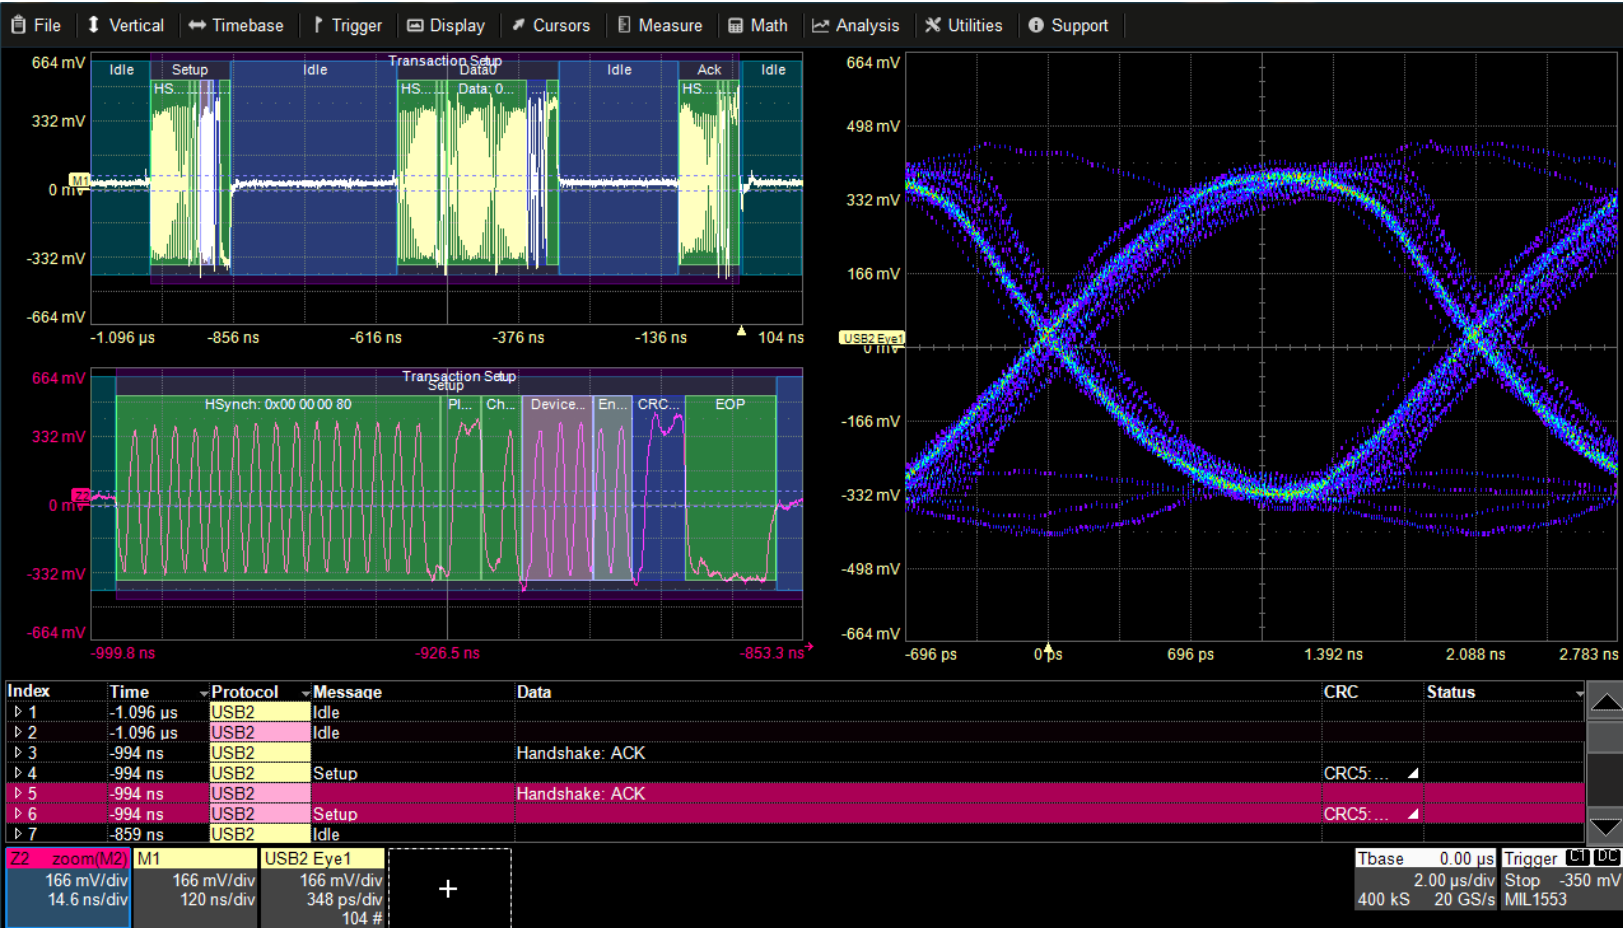 File Vertical Timebase Trigger Display Cursors Measure Math Analysis Utilities Support
664 mV
332 mV
0 mV
-332 mV
-664 mV
M1
Transaction Setup
Idle Setup Idle Data0 Idle Ack Idle
HS... HS... Data: 0... HS...
-1.096 µs -856 ns -616 ns -376 ns -136 ns 104 ns
664 mV
332 mV
0 mV
-332 mV
-664 mV
Z2
Transaction Setup
Setup
HSynch: 0x00 00 00 80 PI... Ch... Device... En... CRC... EOP
-999.8 ns -926.5 ns -853.3 ns
664 mV
498 mV
332 mV
166 mV
USB2 Eye1
0 mV
-166 mV
-332 mV
-498 mV
-664 mV
-696 ps 0 ps 696 ps 1.392 ns 2.088 ns 2.783 ns
Index Time Protocol Message Data CRC Status
1 -1.096 µs USB2 Idle
2 -1.096 µs USB2 Idle
3 -994 ns USB2 Handshake: ACK
4 -994 ns USB2 Setup CRC5: ...
5 -994 ns USB2 Handshake: ACK
6 -994 ns USB2 Setup CRC5: ...
7 -859 ns USB2 Idle
Z2 zoom(M2)
166 mV/div
14.6 ns/div
M1
166 mV/div
120 ns/div
USB2 Eye1
166 mV/div
348 ps/div
104 #
+
Tbase 0.00 µs
2.00 µs/div
400 kS 20 GS/s
Trigger C1 DC
Stop -350 mV
MIL1553